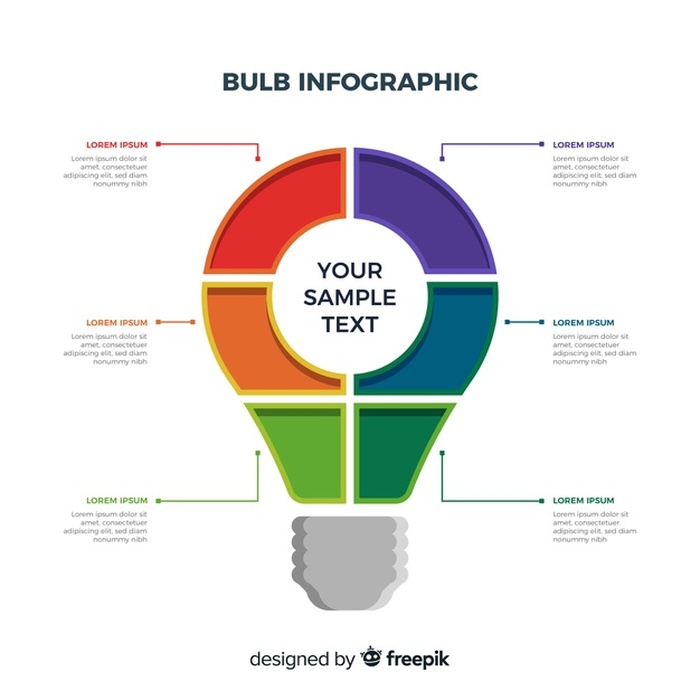 BULB INFOGRAPHIC
LOREM IPSUM
Lorem ipsum dolor sit
amet, consectetuer
adipiscing elit, sed diam
nonummy nibh
LOREM IPSUM
Lorem ipsum dolor sit
amet, consectetuer
adipiscing elit, sed diam
nonummy nibh
YOUR
SAMPLE
TEXT
LOREM IPSUM
Lorem ipsum dolor sit
amet, consectetuer
adipiscing elit, sed diam
nonummy nibh
LOREM IPSUM
Lorem ipsum dolor sit
amet, consectetuer
adipiscing elit, sed diam
nonummy nibh
LOREM IPSUM
Lorem ipsum dolor sit
amet, consectetuer
adipiscing elit, sed diam
nonummy nibh
LOREM IPSUM
Lorem ipsum dolor sit
amet, consectetuer
adipiscing elit, sed diam
nonummy nibh
designed by freepik